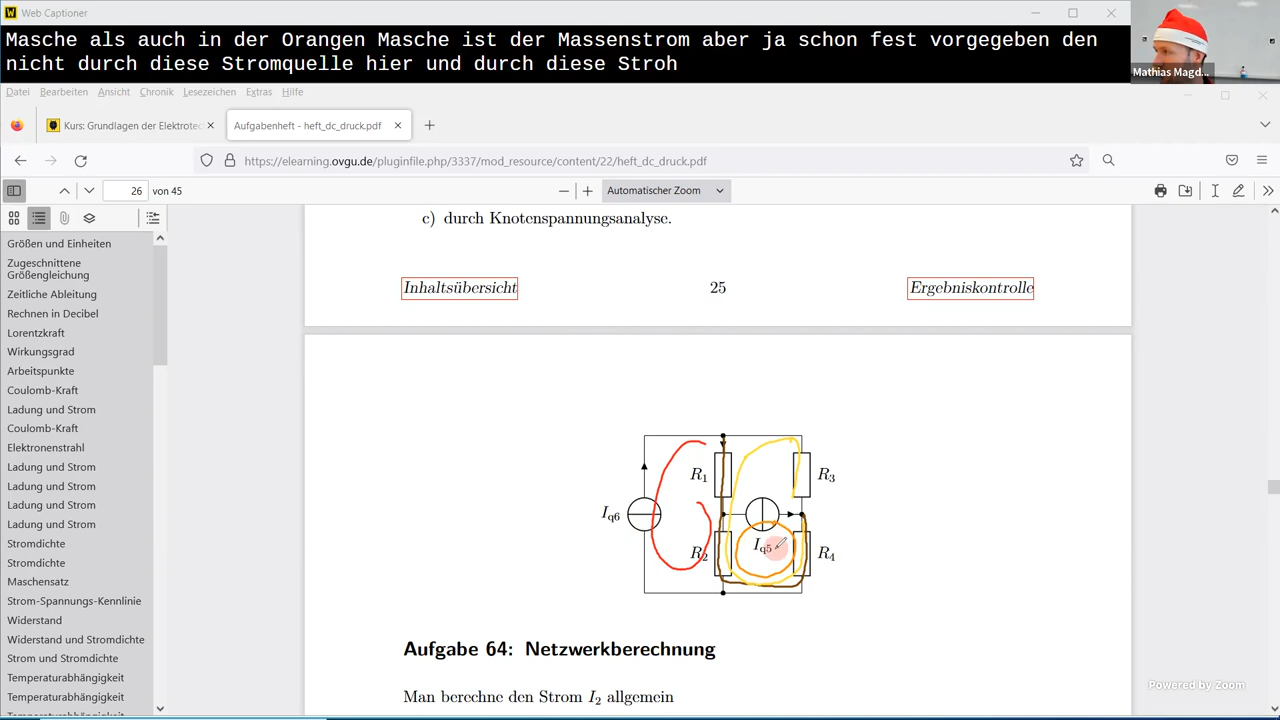 Web Captioner
Masche als auch in der Orangen Masche ist der Massenstrom aber ja schon fest vorgegeben den
nicht durch diese Stromquelle hier und durch diese Stroh
Mathias Magd...
Datei Bearbeiten Ansicht Chronik Lesezeichen Extras Hilfe
Kurs: Grundlagen der Elektrotec
Aufgabenheft - heft_dc_druck.pdf
https://elearning.ovgu.de/pluginfile.php/3337/mod_resource/content/22/heft_dc_druck.pdf
26 von 45
Automatischer Zoom
Größen und Einheiten
Zugeschnittene
Größengleichung
Zeitliche Ableitung
Rechnen in Decibel
Lorentzkraft
Wirkungsgrad
Arbeitspunkte
Coulomb-Kraft
Ladung und Strom
Coulomb-Kraft
Elektronenstrahl
Ladung und Strom
Ladung und Strom
Ladung und Strom
Ladung und Strom
Stromdichte
Stromdichte
Maschensatz
Strom-Spannungs-Kennlinie
Widerstand
Widerstand und Stromdichte
Strom und Stromdichte
Temperaturabhängigkeit
Temperaturabhängigkeit
c) durch Knotenspannungsanalyse.
Inhaltsübersicht 25 Ergebniskontrolle
R1 R3
Iq6
Iq5
R2 R4
Aufgabe 64: Netzwerkberechnung
Man berechne den Strom I2 allgemein
Powered by Zoom